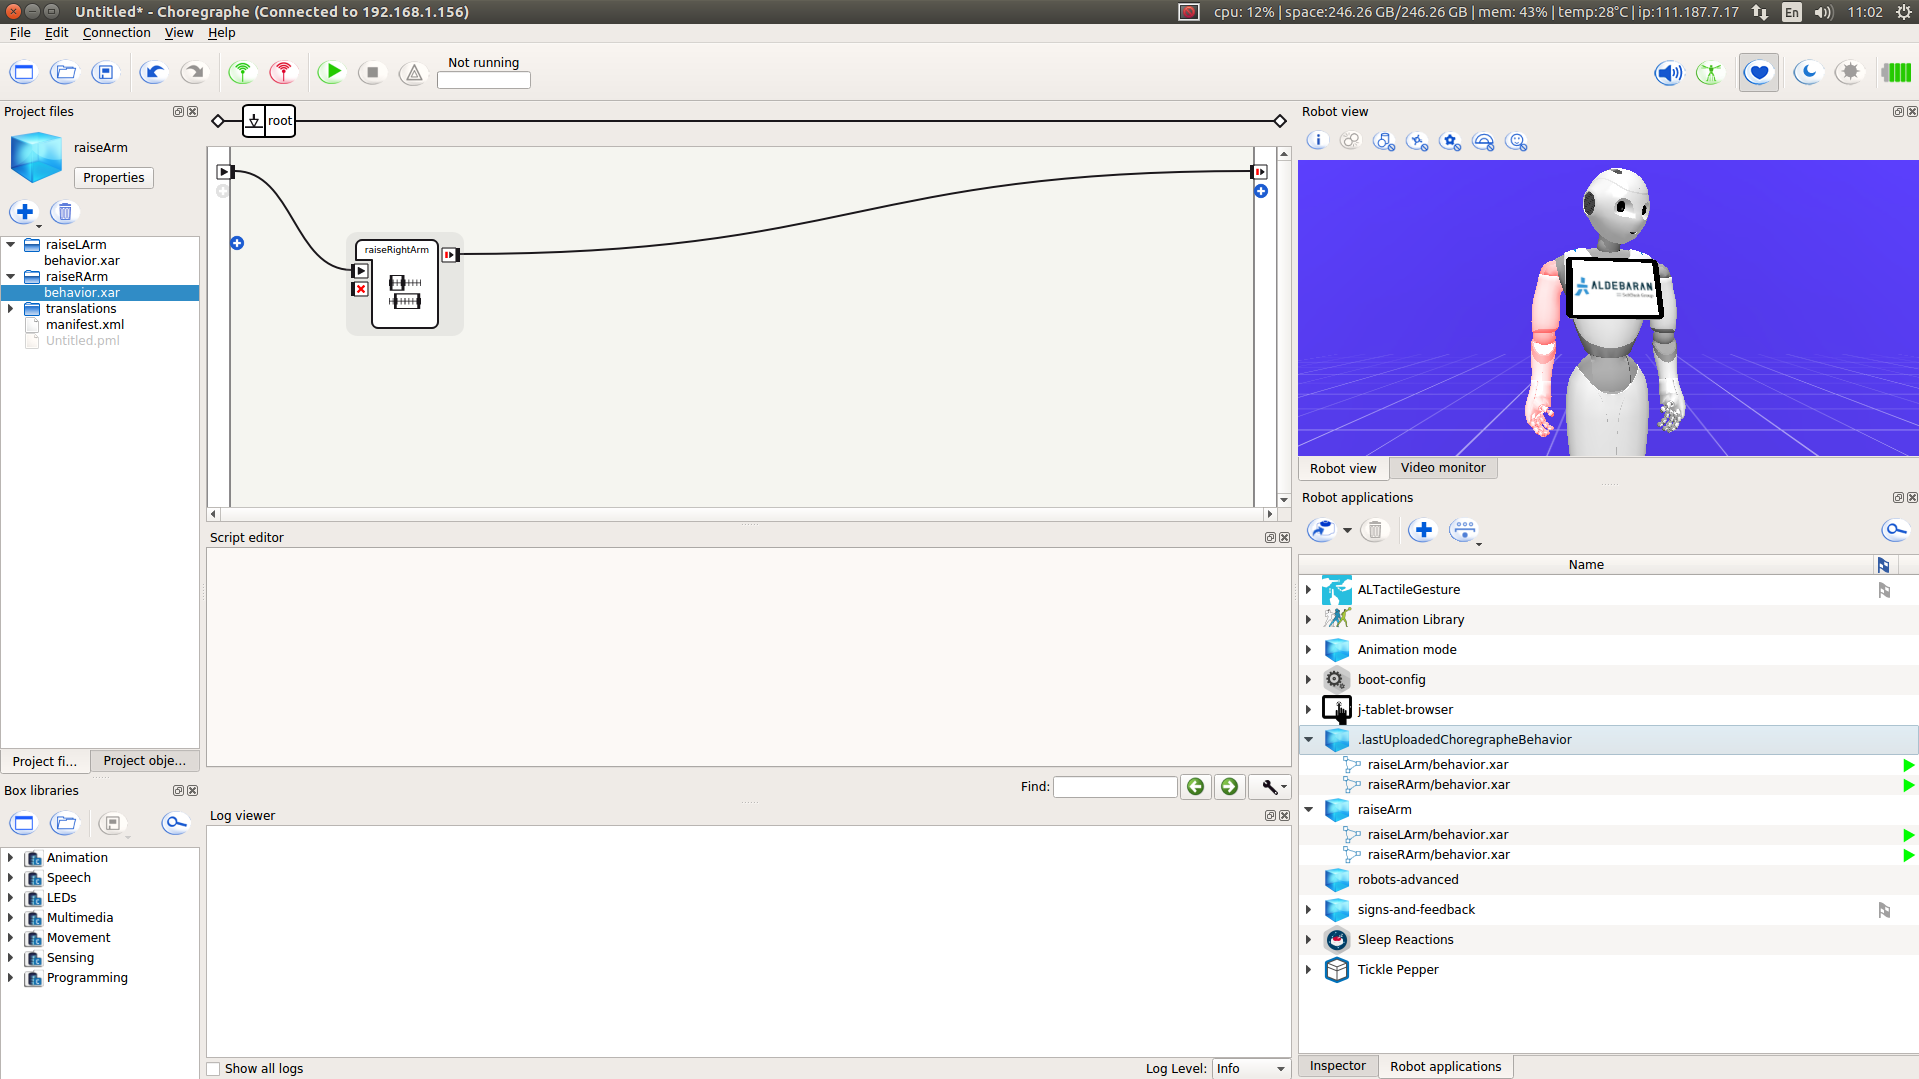 Untitled* - Choregraphe (Connected to 192.168.1.156)
cpu: 12% | space:246.26 GB/246.26 GB | mem: 43% | temp:28°C | ip:111.187.7.17
En
11:02
File Edit Connection View Help
Not running
Project files
raiseArm
Properties
raiseLArm
behavior.xar
raiseRArm
behavior.xar
translations
manifest.xml
Untitled.pml
Project fi...
Project obje...
Box libraries
Animation
Speech
LEDs
Multimedia
Movement
Sensing
Programming
root
raiseRightArm
Script editor
Find:
Log viewer
Show all logs
Log Level: Info
Robot view
ALDEBARAN
Robot view
Video monitor
Robot applications
Name
ALTactileGesture
Animation Library
Animation mode
boot-config
j-tablet-browser
.lastUploadedChoregrapheBehavior
raiseLArm/behavior.xar
raiseRArm/behavior.xar
raiseArm
raiseLArm/behavior.xar
raiseRArm/behavior.xar
robots-advanced
signs-and-feedback
Sleep Reactions
Tickle Pepper
Inspector
Robot applications